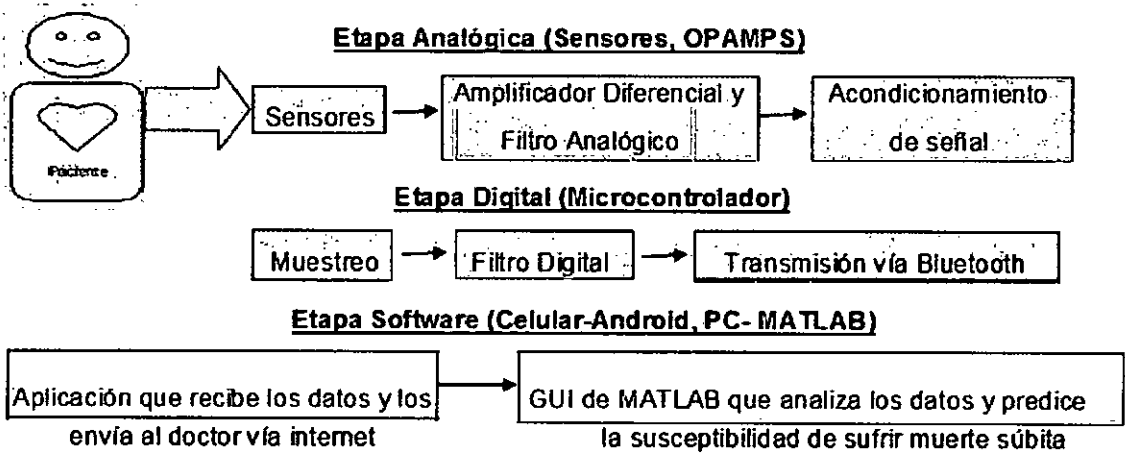 Etapa Analógica (Sensores, OPAMPS)
Paciente
Sensores
Amplificador Diferencial y
Filtro Analógico
Acondicionamiento
de señal
Etapa Digital (Microcontrolador)
Muestreo
Filtro Digital
Transmisión vía Bluetooth
Etapa Software (Celular-Android, PC- MATLAB)
Aplicación que recibe los datos y los
envía al doctor vía internet
GUI de MATLAB que analiza los datos y predice
la susceptibilidad de sufrir muerte súbita